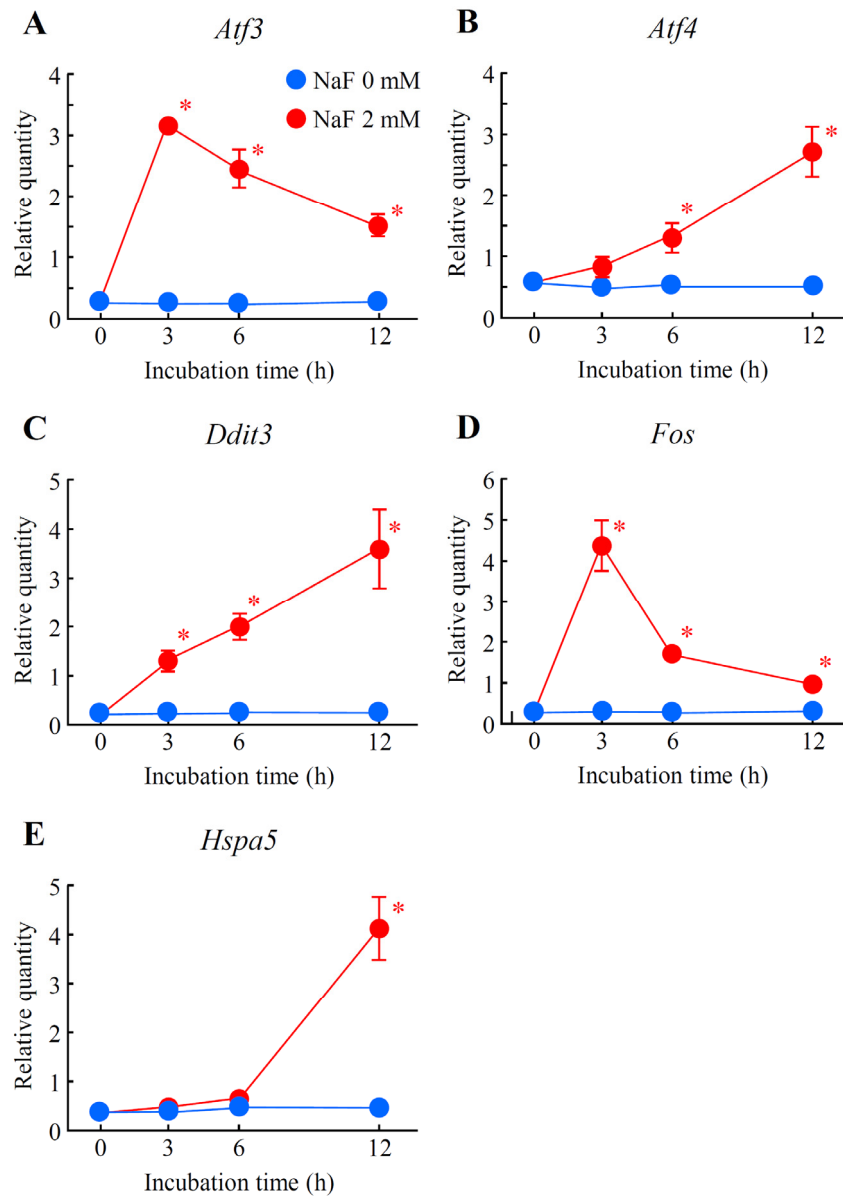 A
Atf3
NaF 0 mM
NaF 2 mM
Relative quantity
4
3
2
1
0
*
*
*
0 3 6 12
Incubation time (h)
B
Atf4
Relative quantity
4
3
2
1
0
*
*
0 3 6 12
Incubation time (h)
C
Ddit3
Relative quantity
5
4
3
2
1
0
*
*
*
0 3 6 12
Incubation time (h)
D
Fos
Relative quantity
6
5
4
3
2
1
0
*
*
*
0 3 6 12
Incubation time (h)
E
Hspa5
Relative quantity
5
4
3
2
1
0
*
0 3 6 12
Incubation time (h)